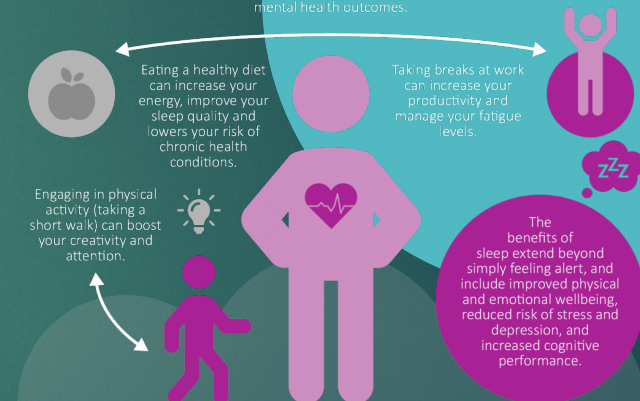 mental health outcomes.
Eating a healthy diet
can increase your
energy, improve your
sleep quality and
lowers your risk of
chronic health
conditions.
Taking breaks at work
can increase your
productivity and
manage your fatigue
levels.
zZz
Engaging in physical
activity (taking a
short walk) can boost
your creativity and
attention.
The
benefits of
sleep extend beyond
simply feeling alert, and
include improved physical
and emotional wellbeing,
reduced risk of stress and
depression, and
increased cognitive
performance.